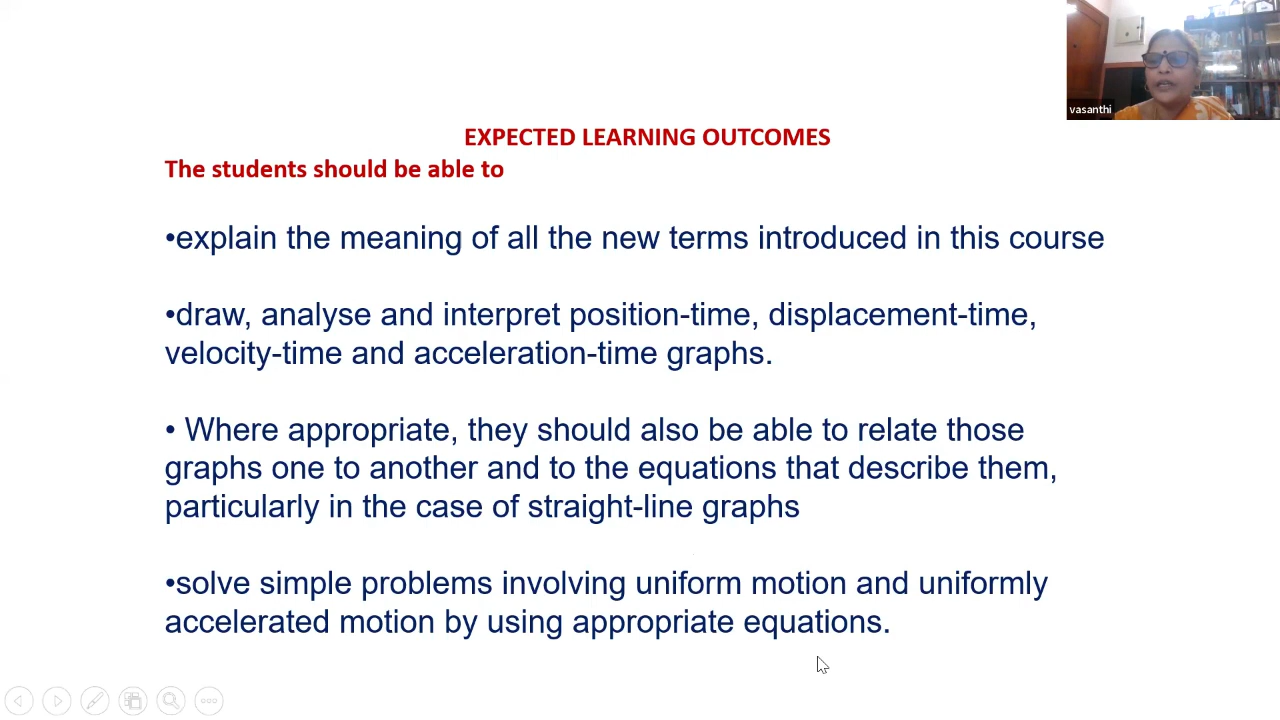 vasanthi
EXPECTED LEARNING OUTCOMES
The students should be able to
•explain the meaning of all the new terms introduced in this course
•draw, analyse and interpret position-time, displacement-time,
velocity-time and acceleration-time graphs.
• Where appropriate, they should also be able to relate those
graphs one to another and to the equations that describe them,
particularly in the case of straight-line graphs
•solve simple problems involving uniform motion and uniformly
accelerated motion by using appropriate equations.